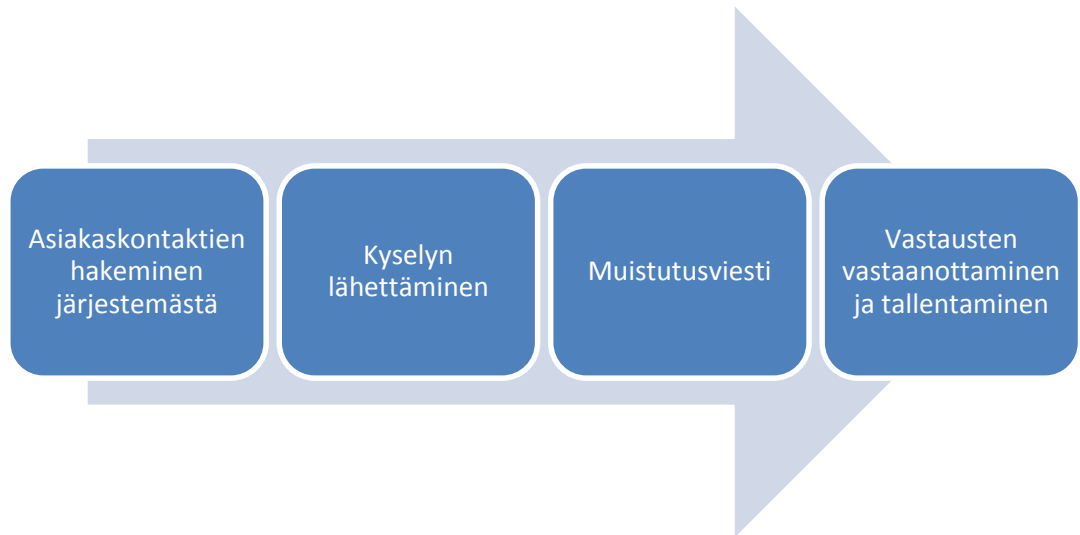 Asiakaskontaktien
hakeminen
järjestemästä
Kyselyn
lähettäminen
Muistutusviesti
Vastausten
vastaanottaminen
ja tallentaminen